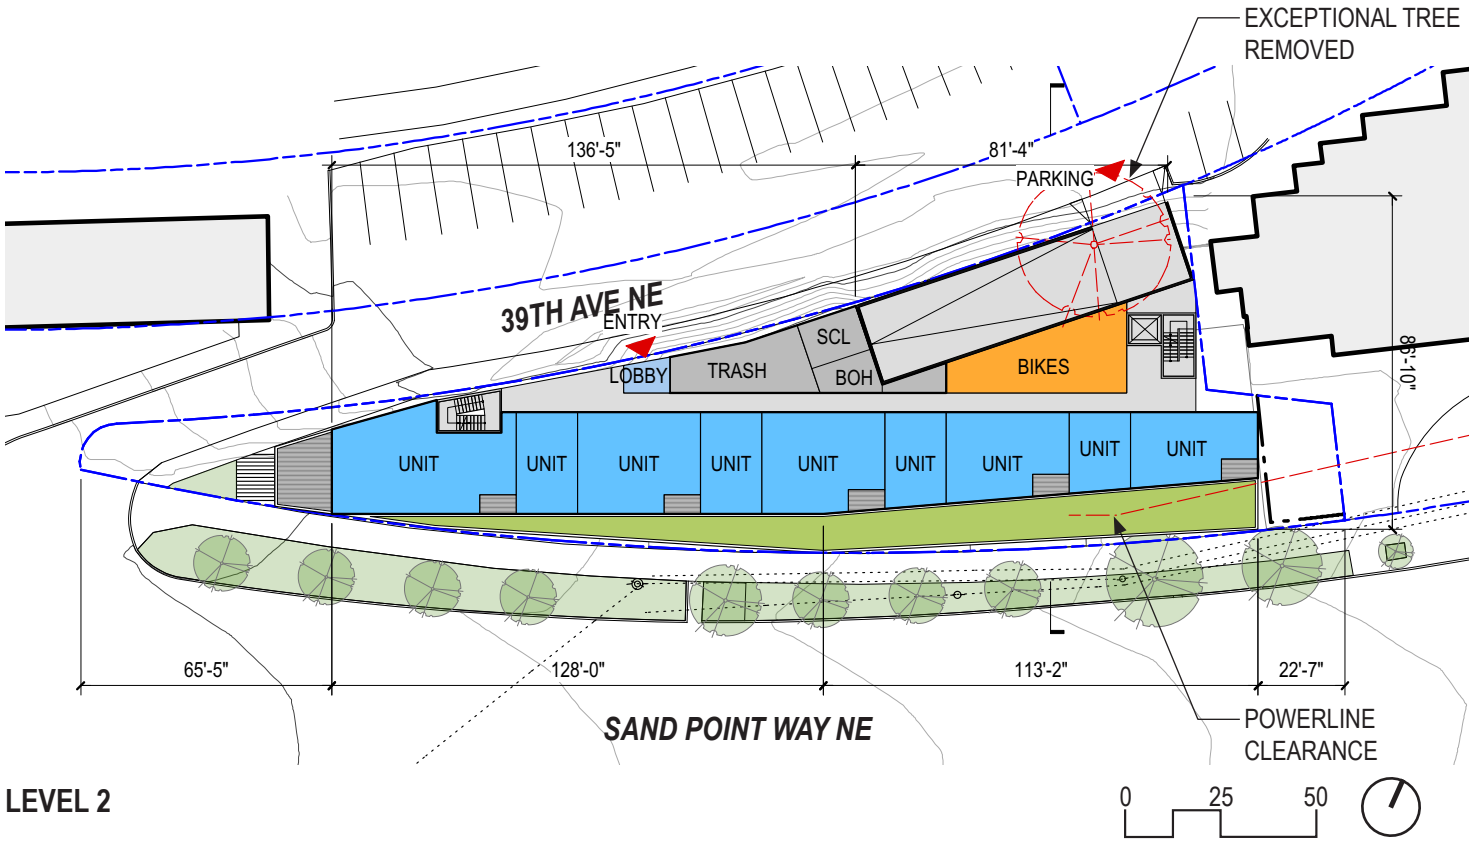 EXCEPTIONAL TREE
REMOVED
136'-5"
81'-4"
PARKING
39TH AVE NE
ENTRY
SCL
LOBBY
TRASH
BOH
BIKES
86'-10"
UNIT
UNIT
UNIT
UNIT
UNIT
UNIT
UNIT
UNIT
UNIT
65'-5"
128'-0"
113'-2"
22'-7"
SAND POINT WAY NE
POWERLINE
CLEARANCE
LEVEL 2
0 25 50